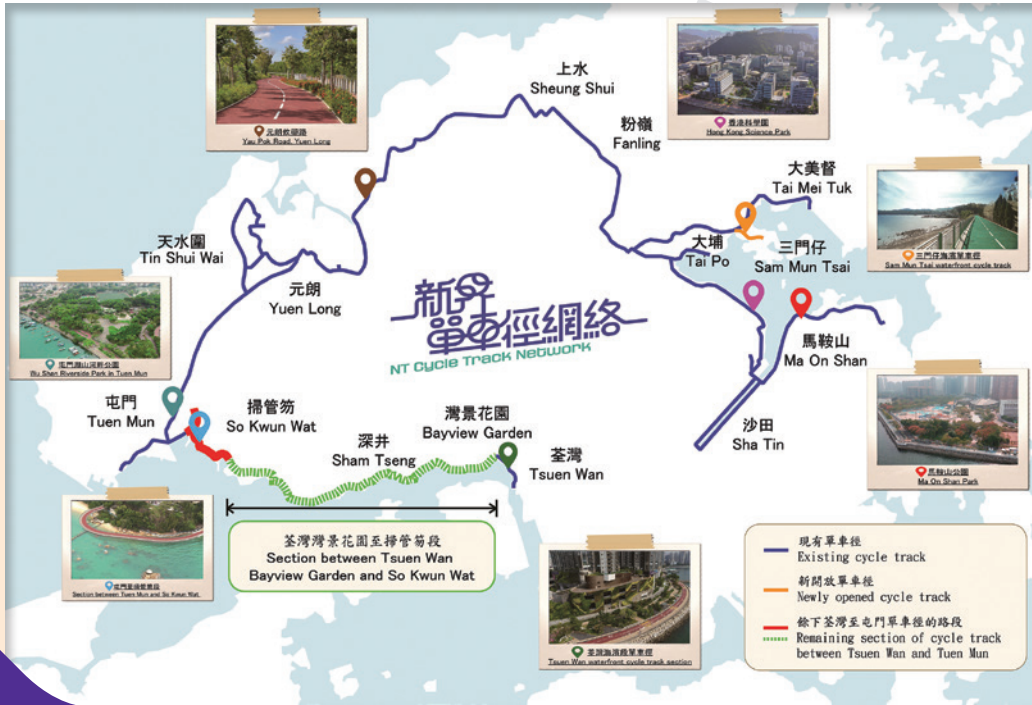 元朗攸壆路
Yau Pok Road, Yuen Long
上水
Sheung Shui
香港科學園
Hong Kong Science Park
粉嶺
Fanling
大美督
Tai Mei Tuk
三門仔海濱單車徑
Sam Mun Tsai waterfront cycle track
天水圍
Tin Shui Wai
大埔
Tai Po
三門仔
Sam Mun Tsai
元朗
Yuen Long
新界
單車徑網絡
NT Cycle Track Network
屯門湖山河畔公園
Wu Shan Riverside Park in Tuen Mun
馬鞍山
Ma On Shan
屯門
Tuen Mun
掃管笏
So Kwun Wat
灣景花園
Bayview Garden
深井
Sham Tseng
荃灣
Tsuen Wan
沙田
Sha Tin
馬鞍山公園
Ma On Shan Park
屯門至掃管笏段
Section between Tuen Mun and So Kwun Wat
荃灣灣景花園至掃管笏段
Section between Tsuen Wan
Bayview Garden and So Kwun Wat
荃灣海濱段單車徑
Tsuen Wan waterfront cycle track section
現有單車徑
Existing cycle track
新開放單車徑
Newly opened cycle track
餘下荃灣至屯門單車徑的路段
Remaining section of cycle track
between Tsuen Wan and Tuen Mun